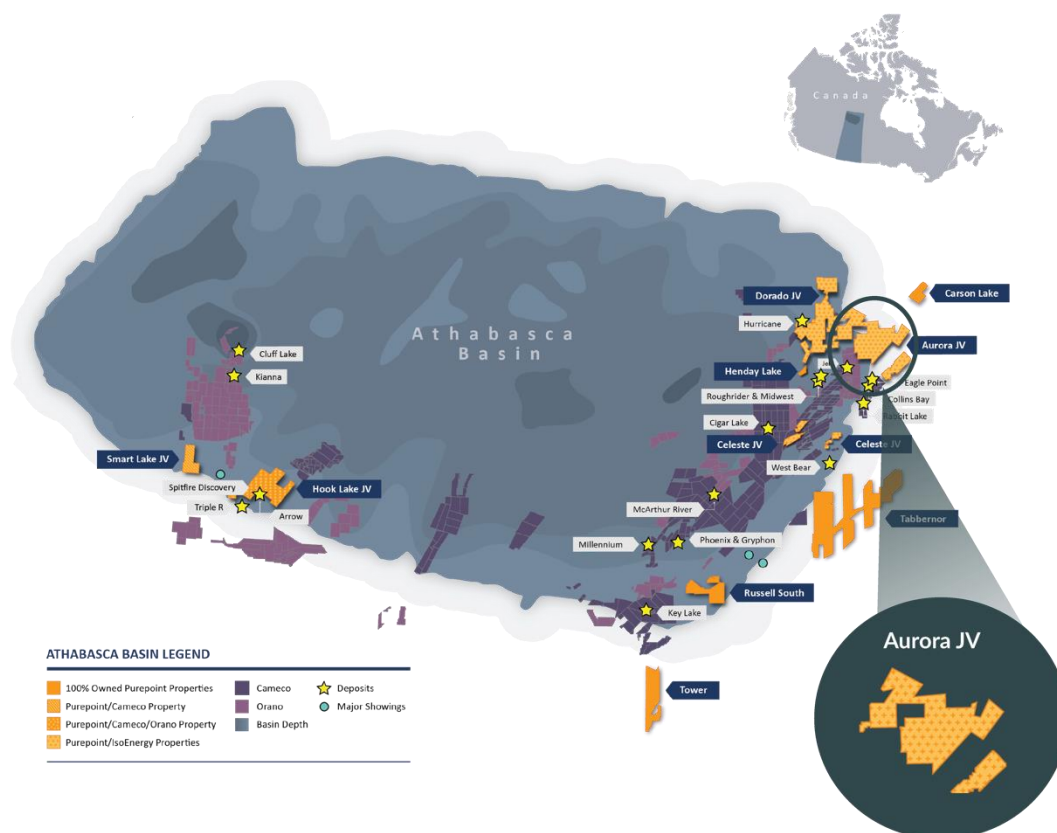 Canada
Athabasca
Basin
Dorado JV
Carson Lake
Hurricane
Aurora JV
Henday Lake
Eagle Point
Roughrider & Midwest
Collins Bay
Rabbit Lake
Cigar Lake
Celeste JV
Celeste JV
West Bear
Cluff Lake
Kianna
Smart Lake JV
Spitfire Discovery
Hook Lake JV
Triple R
Arrow
McArthur River
Tabbernor
Millennium
Phoenix & Gryphon
Russell South
Key Lake
Tower
ATHABASCA BASIN LEGEND
100% Owned Purepoint Properties
Purepoint/Cameco Property
Purepoint/Cameco/Orano Property
Purepoint/IsoEnergy Properties
Cameco
Orano
Basin Depth
Deposits
Major Showings
Aurora JV